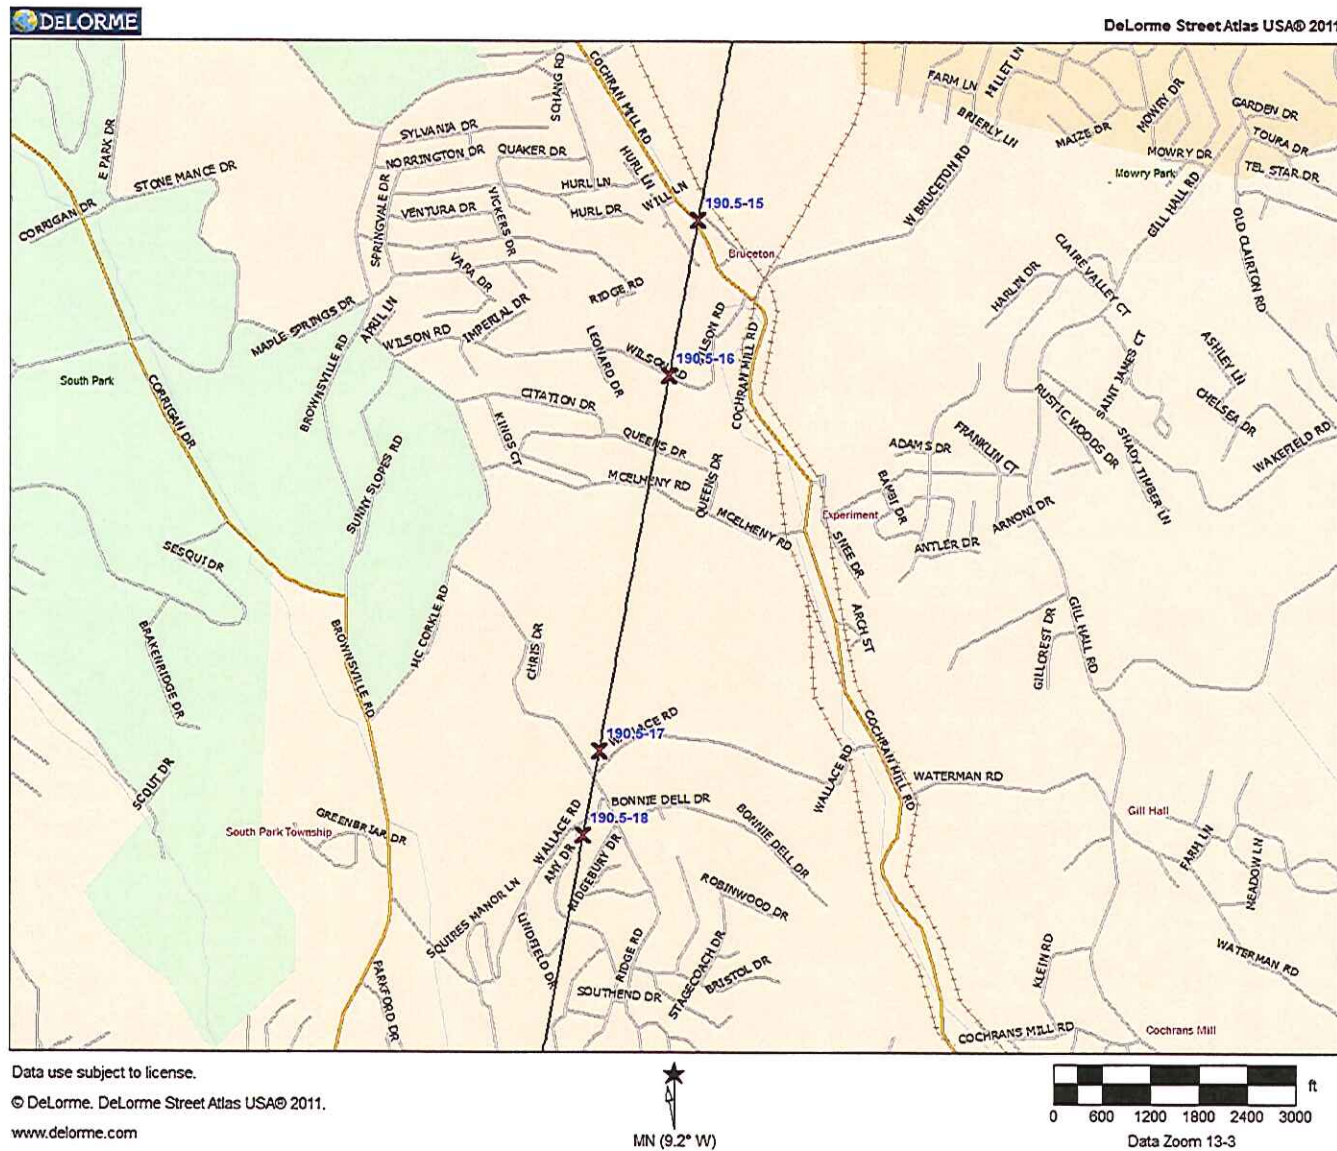 DELORME
DeLorme Street Atlas USA® 2011
COCHRAN MILL RD
SCHANG RD
FARM LN
MILLET LN
MOWRY DR
GARDEN DR
E PARK DR
SYLVANIA DR
BRIERLY LN
MAIZE DR
TOURA DR
NORRINGTON DR
QUAKER DR
HURL LN
MOWRY DR
STONE MANCE DR
Mowry Park
TEL STAR DR
HURL LN
WILL LN
W BRUCETON RD
GILL HALL RD
SPRINGVALE DR
VENTURA DR
VICKERS DR
HURL DR
190.5-15
CORRIGAN DR
OLD CLAIRTON RD
Bruceton
CLAIRE VALLEY CT
VARA DR
RIDGE RD
HARLIN DR
MAPLE SPRINGS DR
APRIL LN
WILSON RD
IMPERIAL DR
LEONARD DR
WILSON RD
190.5-16
WILSON RD
COCHRAN MILL RD
SAINT JAMES CT
ASHLEY LN
BROWNSVILLE RD
South Park
CORRIGAN DR
CITATION DR
RUSTIC WOODS DR
CHELSEA DR
KINGS CT
QUEENS DR
ADAMS DR
FRANKLIN CT
SHADY TIMBER LN
WAKEFIELD RD
SUNNY SLOPES RD
MCELHENY RD
QUEENS DR
BAMBI DR
MCELHENY RD
Experiment
ARNONI DR
SESQUI DR
SNEE DR
ANTLER DR
MC CORKLE RD
BRAKENRIDGE DR
BROWNSVILLE RD
CHRIS DR
ARCH ST
GILLCREST DR
GILL HALL RD
190.5-17
WALLACE RD
COCHRAN MILL RD
SCOUT DR
WALLACE RD
WATERMAN RD
BONNIE DELL DR
GREENBRIAR DR
South Park Township
190.5-18
WALLACE RD
BONNIE DELL DR
Gill Hall
AMY DR
RIDGEBURY DR
FARM LN
MEADOW LN
ROBINWOOD DR
SQUIRES MANOR LN
LINDFIELD DR
RIDGE RD
STAGECOACH DR
BRISTOL DR
KLEIN RD
WATERMAN RD
PARKFORD DR
SOUTHEND DR
COCHRANS MILL RD
Cochrans Mill
Data use subject to license.
© DeLorme. DeLorme Street Atlas USA® 2011.
www.delorme.com
MN (9.2° W)
ft
0 600 1200 1800 2400 3000
Data Zoom 13-3